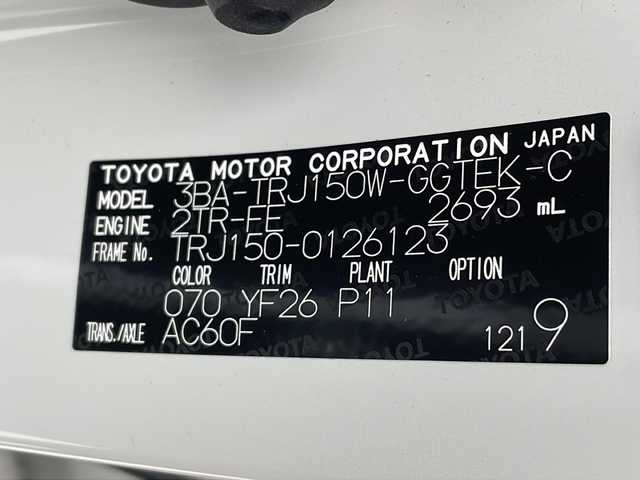 TOYOTA MOTOR CORPORATION JAPAN
MODEL 3BA-TRJ150W-GGTEK-C
ENGINE 2TR-FE 2693 mL
FRAME No. TRJ150-0126123
COLOR TRIM PLANT OPTION
070 YF26 P11
TRANS./AXLE AC60F 1219